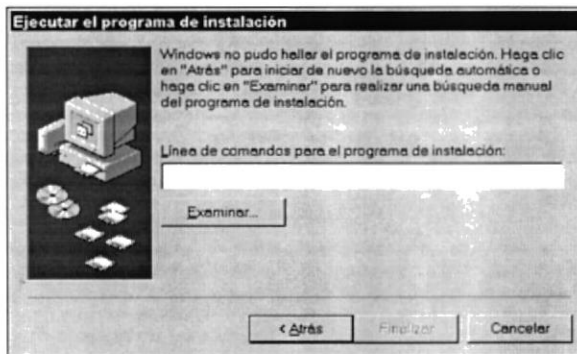 Ejecutar el programa de instalación
Windows no pudo hallar el programa de instalación. Haga clic
en "Atrás" para iniciar de nuevo la búsqueda automática o
haga clic en "Examinar" para realizar una búsqueda manual
del programa de instalación.
Línea de comandos para el programa de instalación:
Examinar...
< Atrás
Finalizar
Cancelar